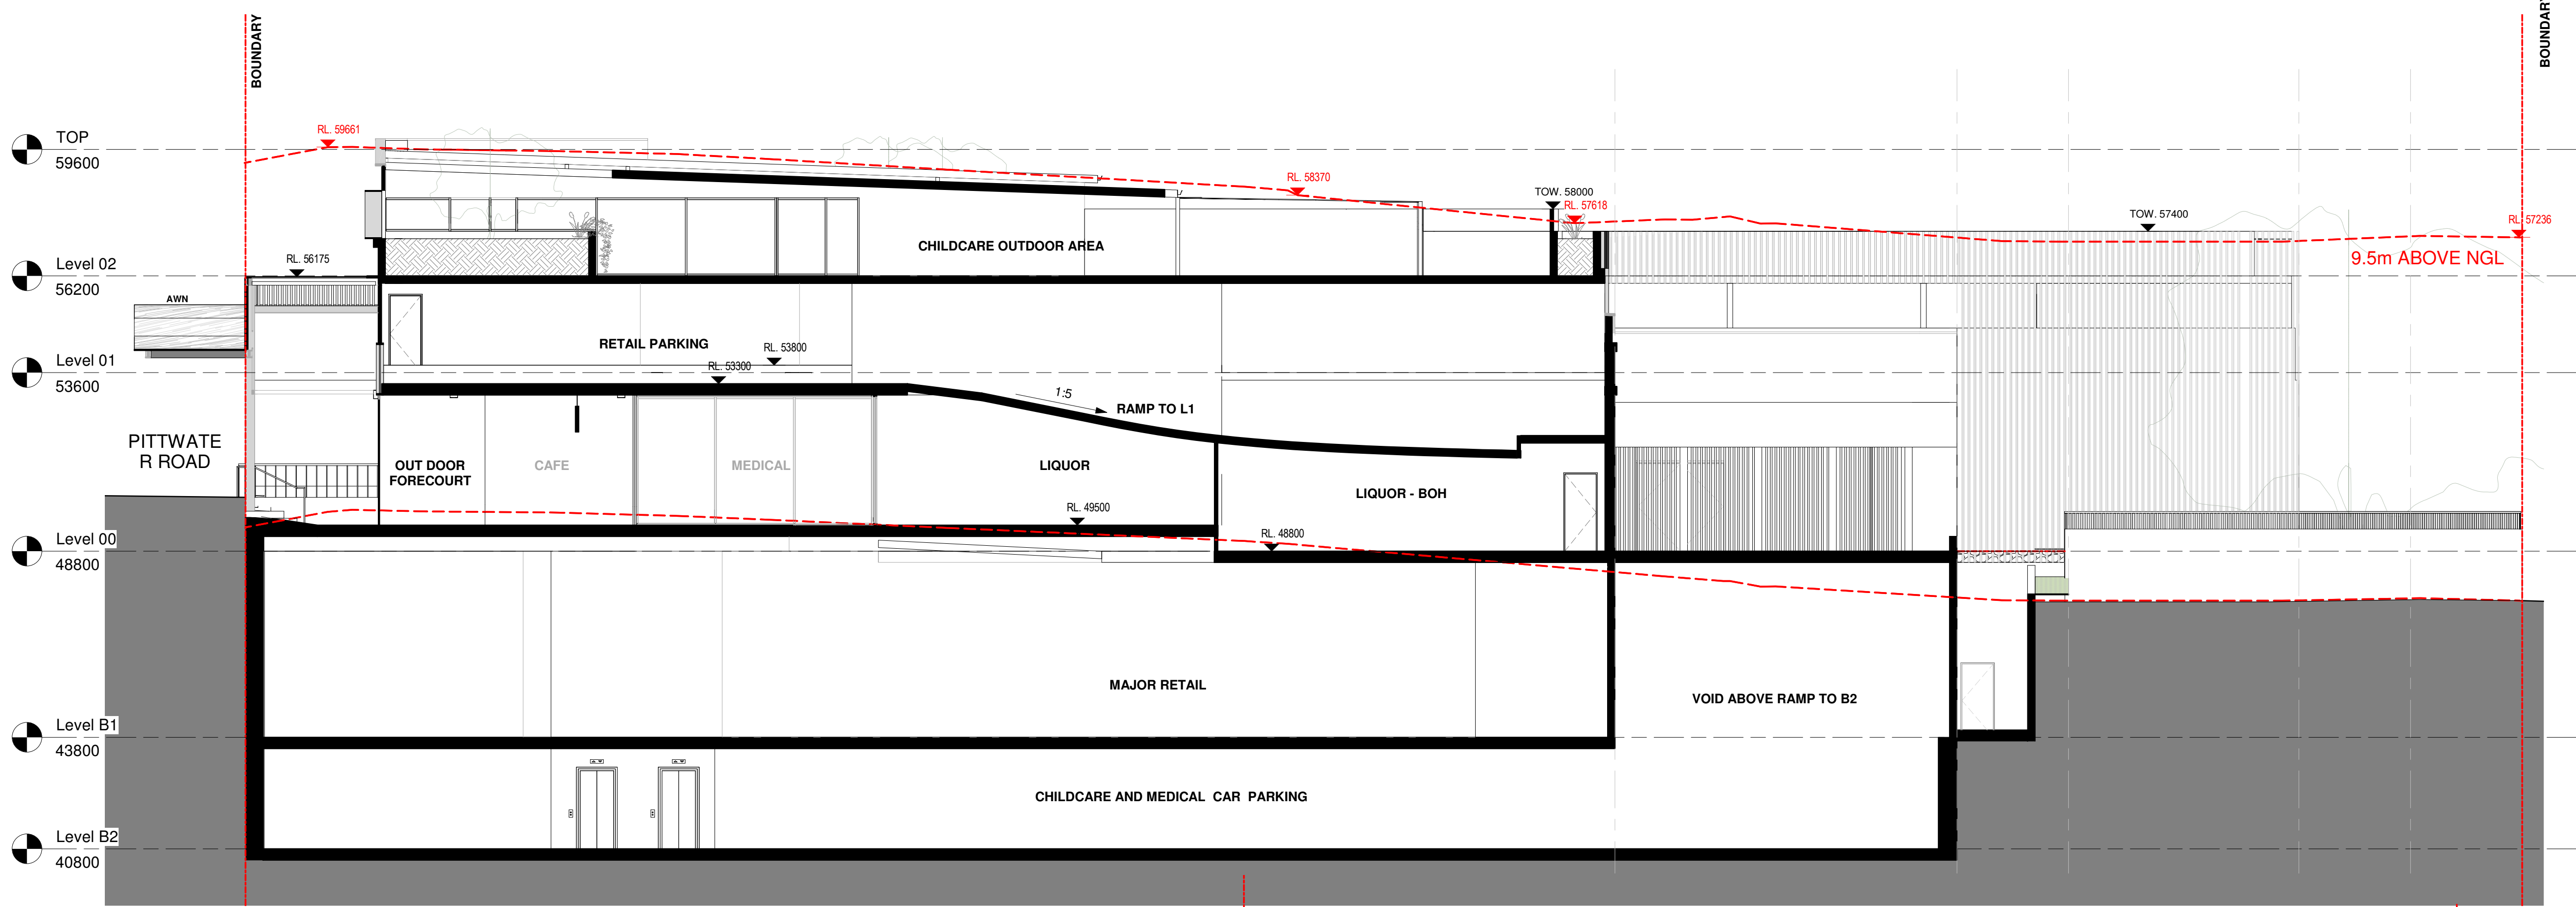 BOUNDARY
BOUNDARY
TOP
59600
RL. 59661
RL. 58370
TOW. 58000
RL. 57618
TOW. 57400
RL. 57236
9.5m ABOVE NGL
CHILDCARE OUTDOOR AREA
Level 02
56200
RL. 56175
AWN
RETAIL PARKING
RL. 53800
RL. 53300
Level 01
53600
1:5
RAMP TO L1
PITTWATE
R ROAD
OUT DOOR
FORECOURT
CAFE
MEDICAL
LIQUOR
LIQUOR - BOH
RL. 49500
RL. 48800
Level 00
48800
MAJOR RETAIL
VOID ABOVE RAMP TO B2
Level B1
43800
CHILDCARE AND MEDICAL CAR PARKING
Level B2
40800